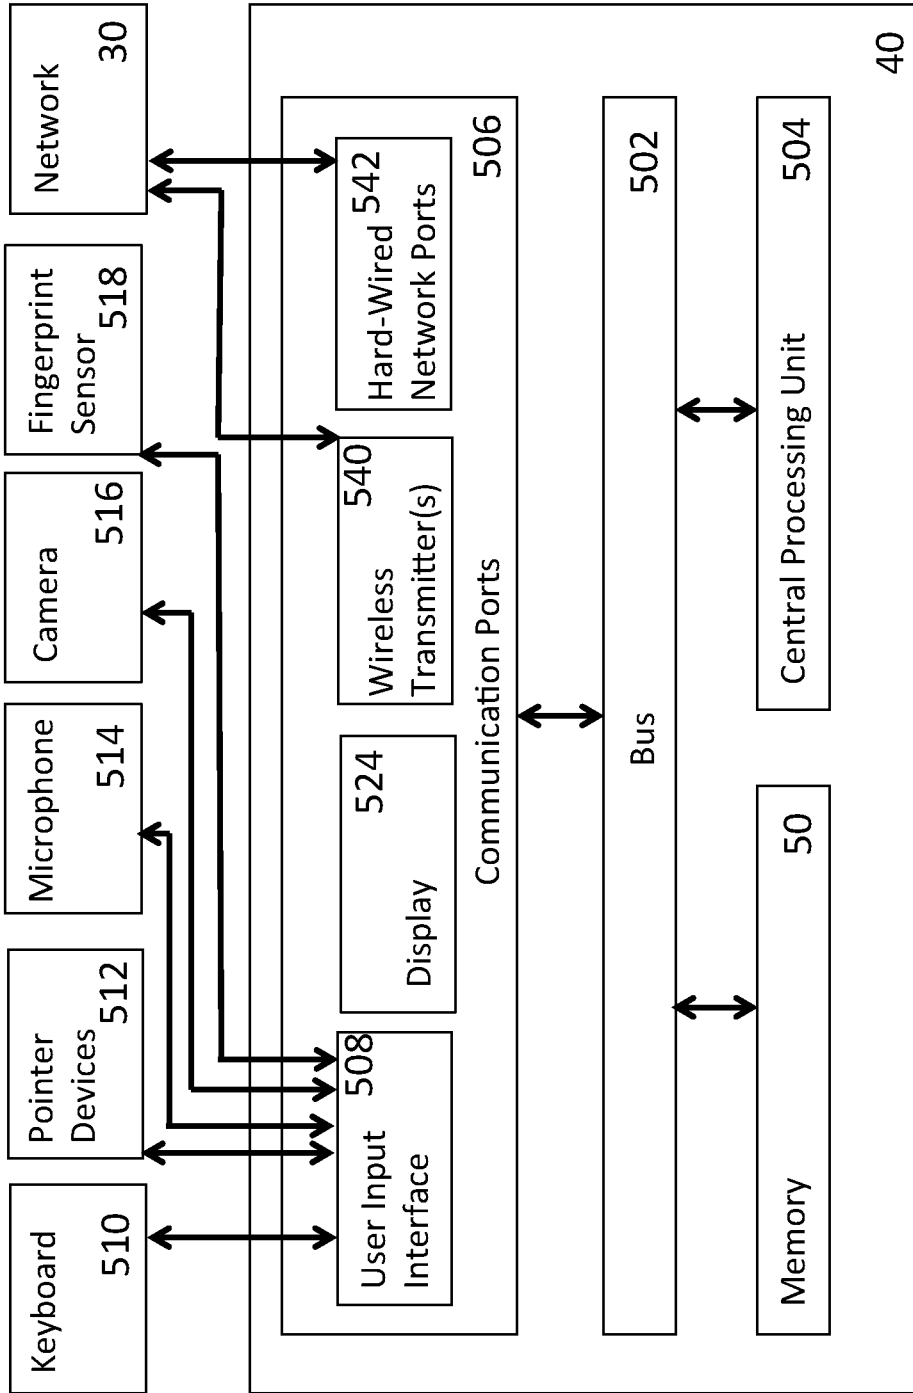 Keyboard
510
Pointer
Devices
512
Microphone
514
Camera
516
Fingerprint
Sensor
518
Network
30
User Input
Interface
508
Display
524
Wireless
Transmitter(s)
540
Hard-Wired
Network Ports
542
Communication Ports
506
Bus
502
Memory
50
Central Processing Unit
504
40